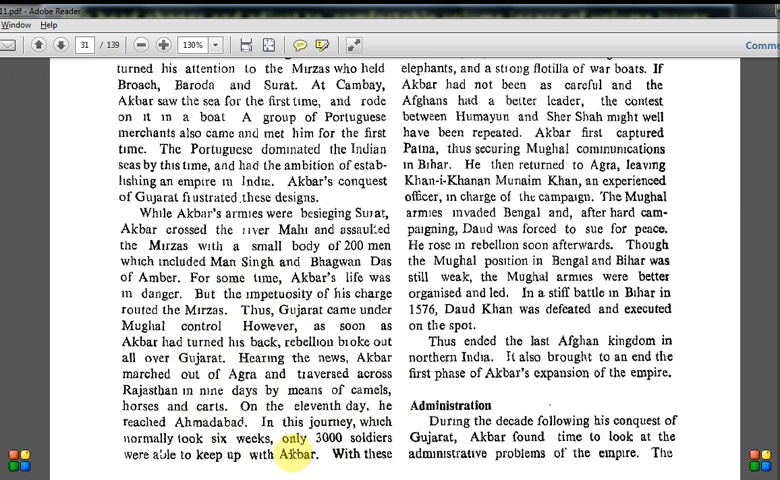 11.pdf - Adobe Reader
Window Help
31 / 139 130% Comme
turned his attention to the Mirzas who held
Broach, Baroda and Surat. At Cambay,
Akbar saw the sea for the first time, and rode
on it in a boat A group of Portuguese
merchants also came and met him for the first
time. The Portuguese dominated the Indian
seas by this time, and had the ambition of estab-
lishing an empire in India. Akbar's conquest
of Gujarat frustrated these designs.
While Akbar's armies were besieging Surat,
Akbar crossed the river Mahi and assaulted
the Mirzas with a small body of 200 men
which included Man Singh and Bhagwan Das
of Amber. For some time, Akbar's life was
in danger. But the impetuosity of his charge
routed the Mirzas. Thus, Gujarat came under
Mughal control However, as soon as
Akbar had turned his back, rebellion broke out
all over Gujarat. Hearing the news, Akbar
marched out of Agra and traversed across
Rajasthan in nine days by means of camels,
horses and carts. On the eleventh day, he
reached Ahmadabad. In this journey, which
normally took six weeks, only 3000 soldiers
were able to keep up with Akbar. With these
elephants, and a strong flotilla of war boats. If
Akbar had not been as careful and the
Afghans had a better leader, the contest
between Humayun and Sher Shah might well
have been repeated. Akbar first captured
Patna, thus securing Mughal communications
in Bihar. He then returned to Agra, leaving
Khan-i-Khanan Munaim Khan, an experienced
officer, in charge of the campaign. The Mughal
armies invaded Bengal and, after hard cam-
paigning, Daud was forced to sue for peace.
He rose in rebellion soon afterwards. Though
the Mughal position in Bengal and Bihar was
still weak, the Mughal armies were better
organised and led. In a stiff battle in Bihar in
1576, Daud Khan was defeated and executed
on the spot.
Thus ended the last Afghan kingdom in
northern India. It also brought to an end the
first phase of Akbar's expansion of the empire.
Administration
During the decade following his conquest of
Gujarat, Akbar found time to look at the
administrative problems of the empire. The